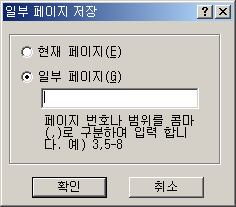 일부 페이지 저장
현재 페이지(E)
일부 페이지(G)
페이지 번호나 범위를 콤마
(,)로 구분하며 입력 합니
다. 예) 3,5-8
확인
취소